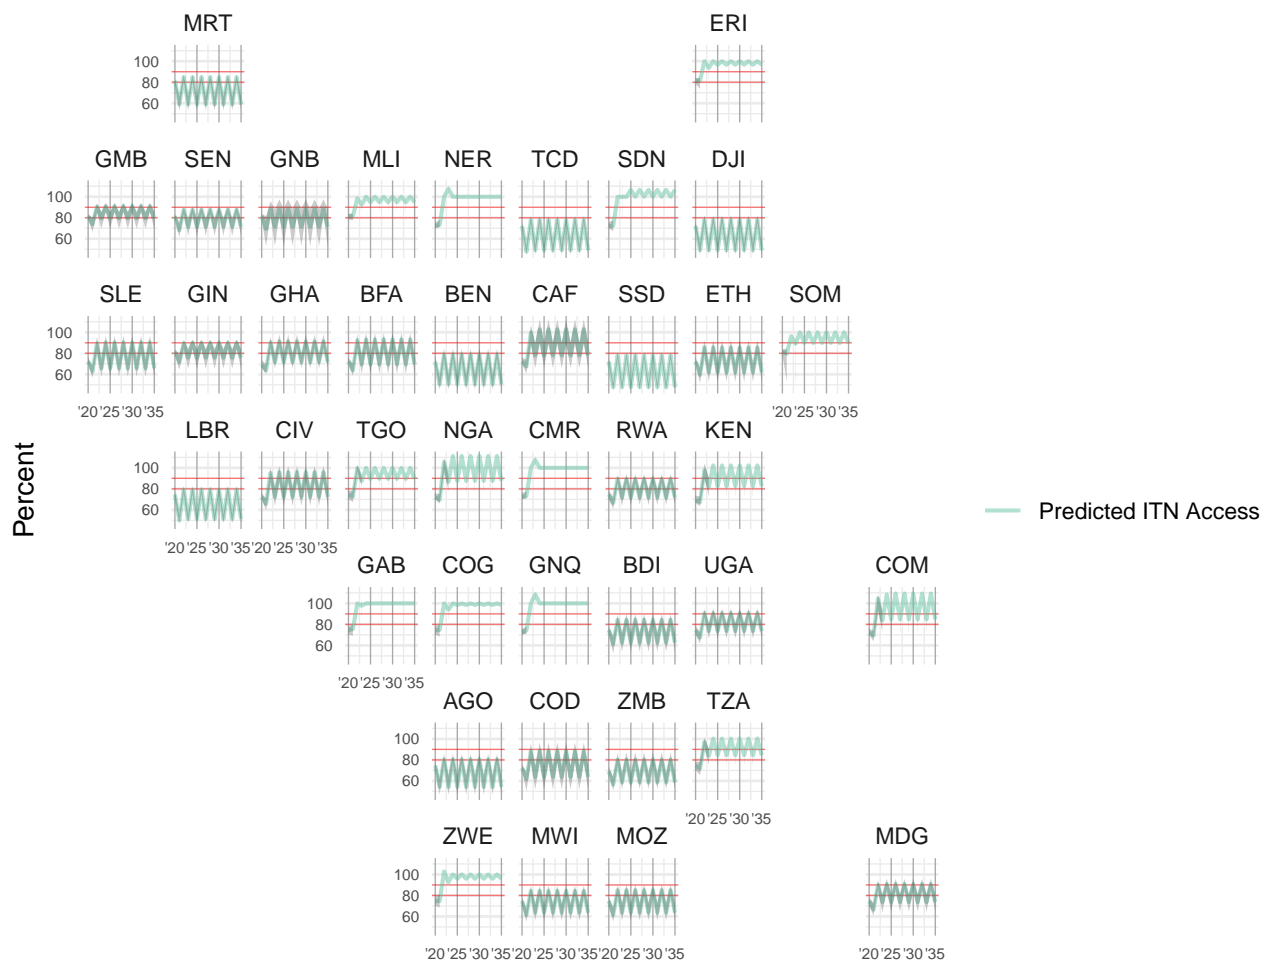 MRT ERI
100
80
60
GMB SEN GNB MLI NER TCD SDN DJI
100
80
60
SLE GIN GHA BFA BEN CAF SSD ETH SOM
100
80
60
'20 '25 '30 '35 '20 '25 '30 '35
LBR CIV TGO NGA CMR RWA KEN
100
80
60
'20 '25 '30 '35 '20 '25 '30 '35
GAB COG GNQ BDI UGA COM
100
80
60
'20 '25 '30 '35
AGO COD ZMB TZA
100
80
60
'20 '25 '30 '35
ZWE MWI MOZ MDG
100
80
60
'20 '25 '30 '35 '20 '25 '30 '35 '20 '25 '30 '35 '20 '25 '30 '35
Percent
Predicted ITN Access